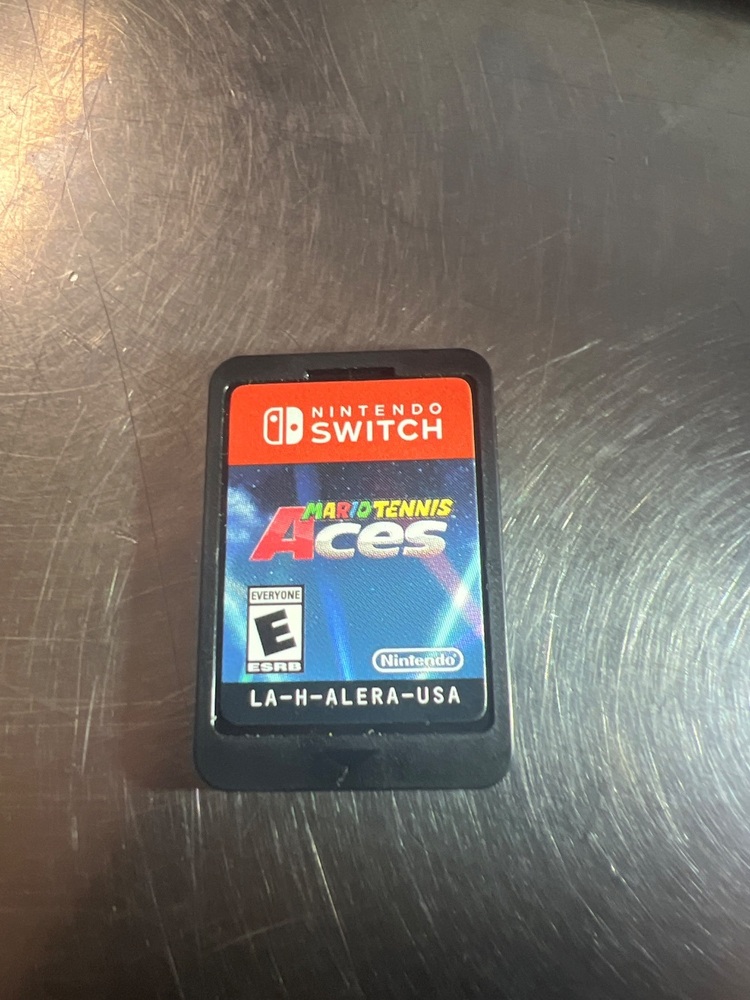 NINTENDO
SWITCH
MARIO TENNIS
Aces
EVERYONE
E
ESRB
Nintendo
LA-H-ALERA-USA